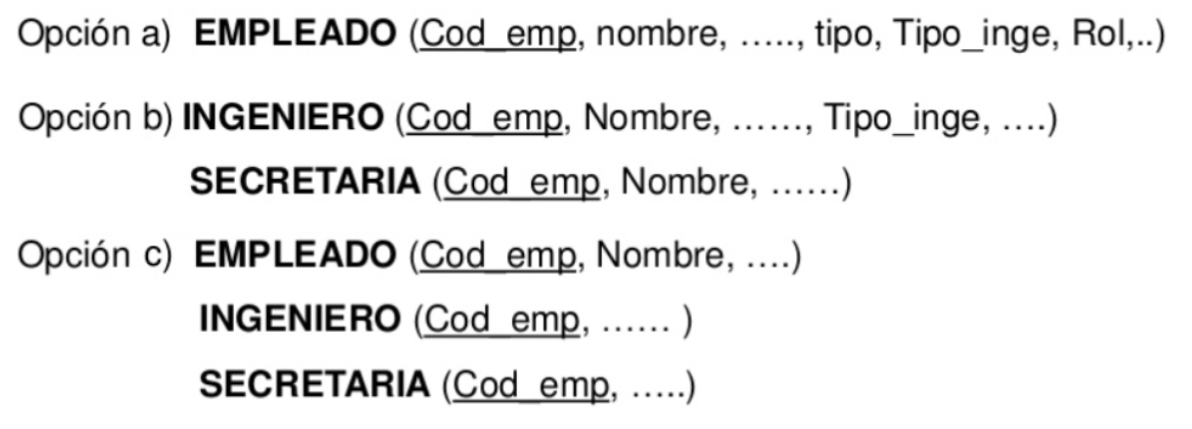 Opción a) EMPLEADO (Cod_emp, nombre, ....., tipo, Tipo_inge, Rol,..)
Opción b) INGENIERO (Cod_emp, Nombre, ......, Tipo_inge, ....)
SECRETARIA (Cod_emp, Nombre, ......)
Opción c) EMPLEADO (Cod_emp, Nombre, ....)
INGENIERO (Cod_emp, ...... )
SECRETARIA (Cod_emp, .....)